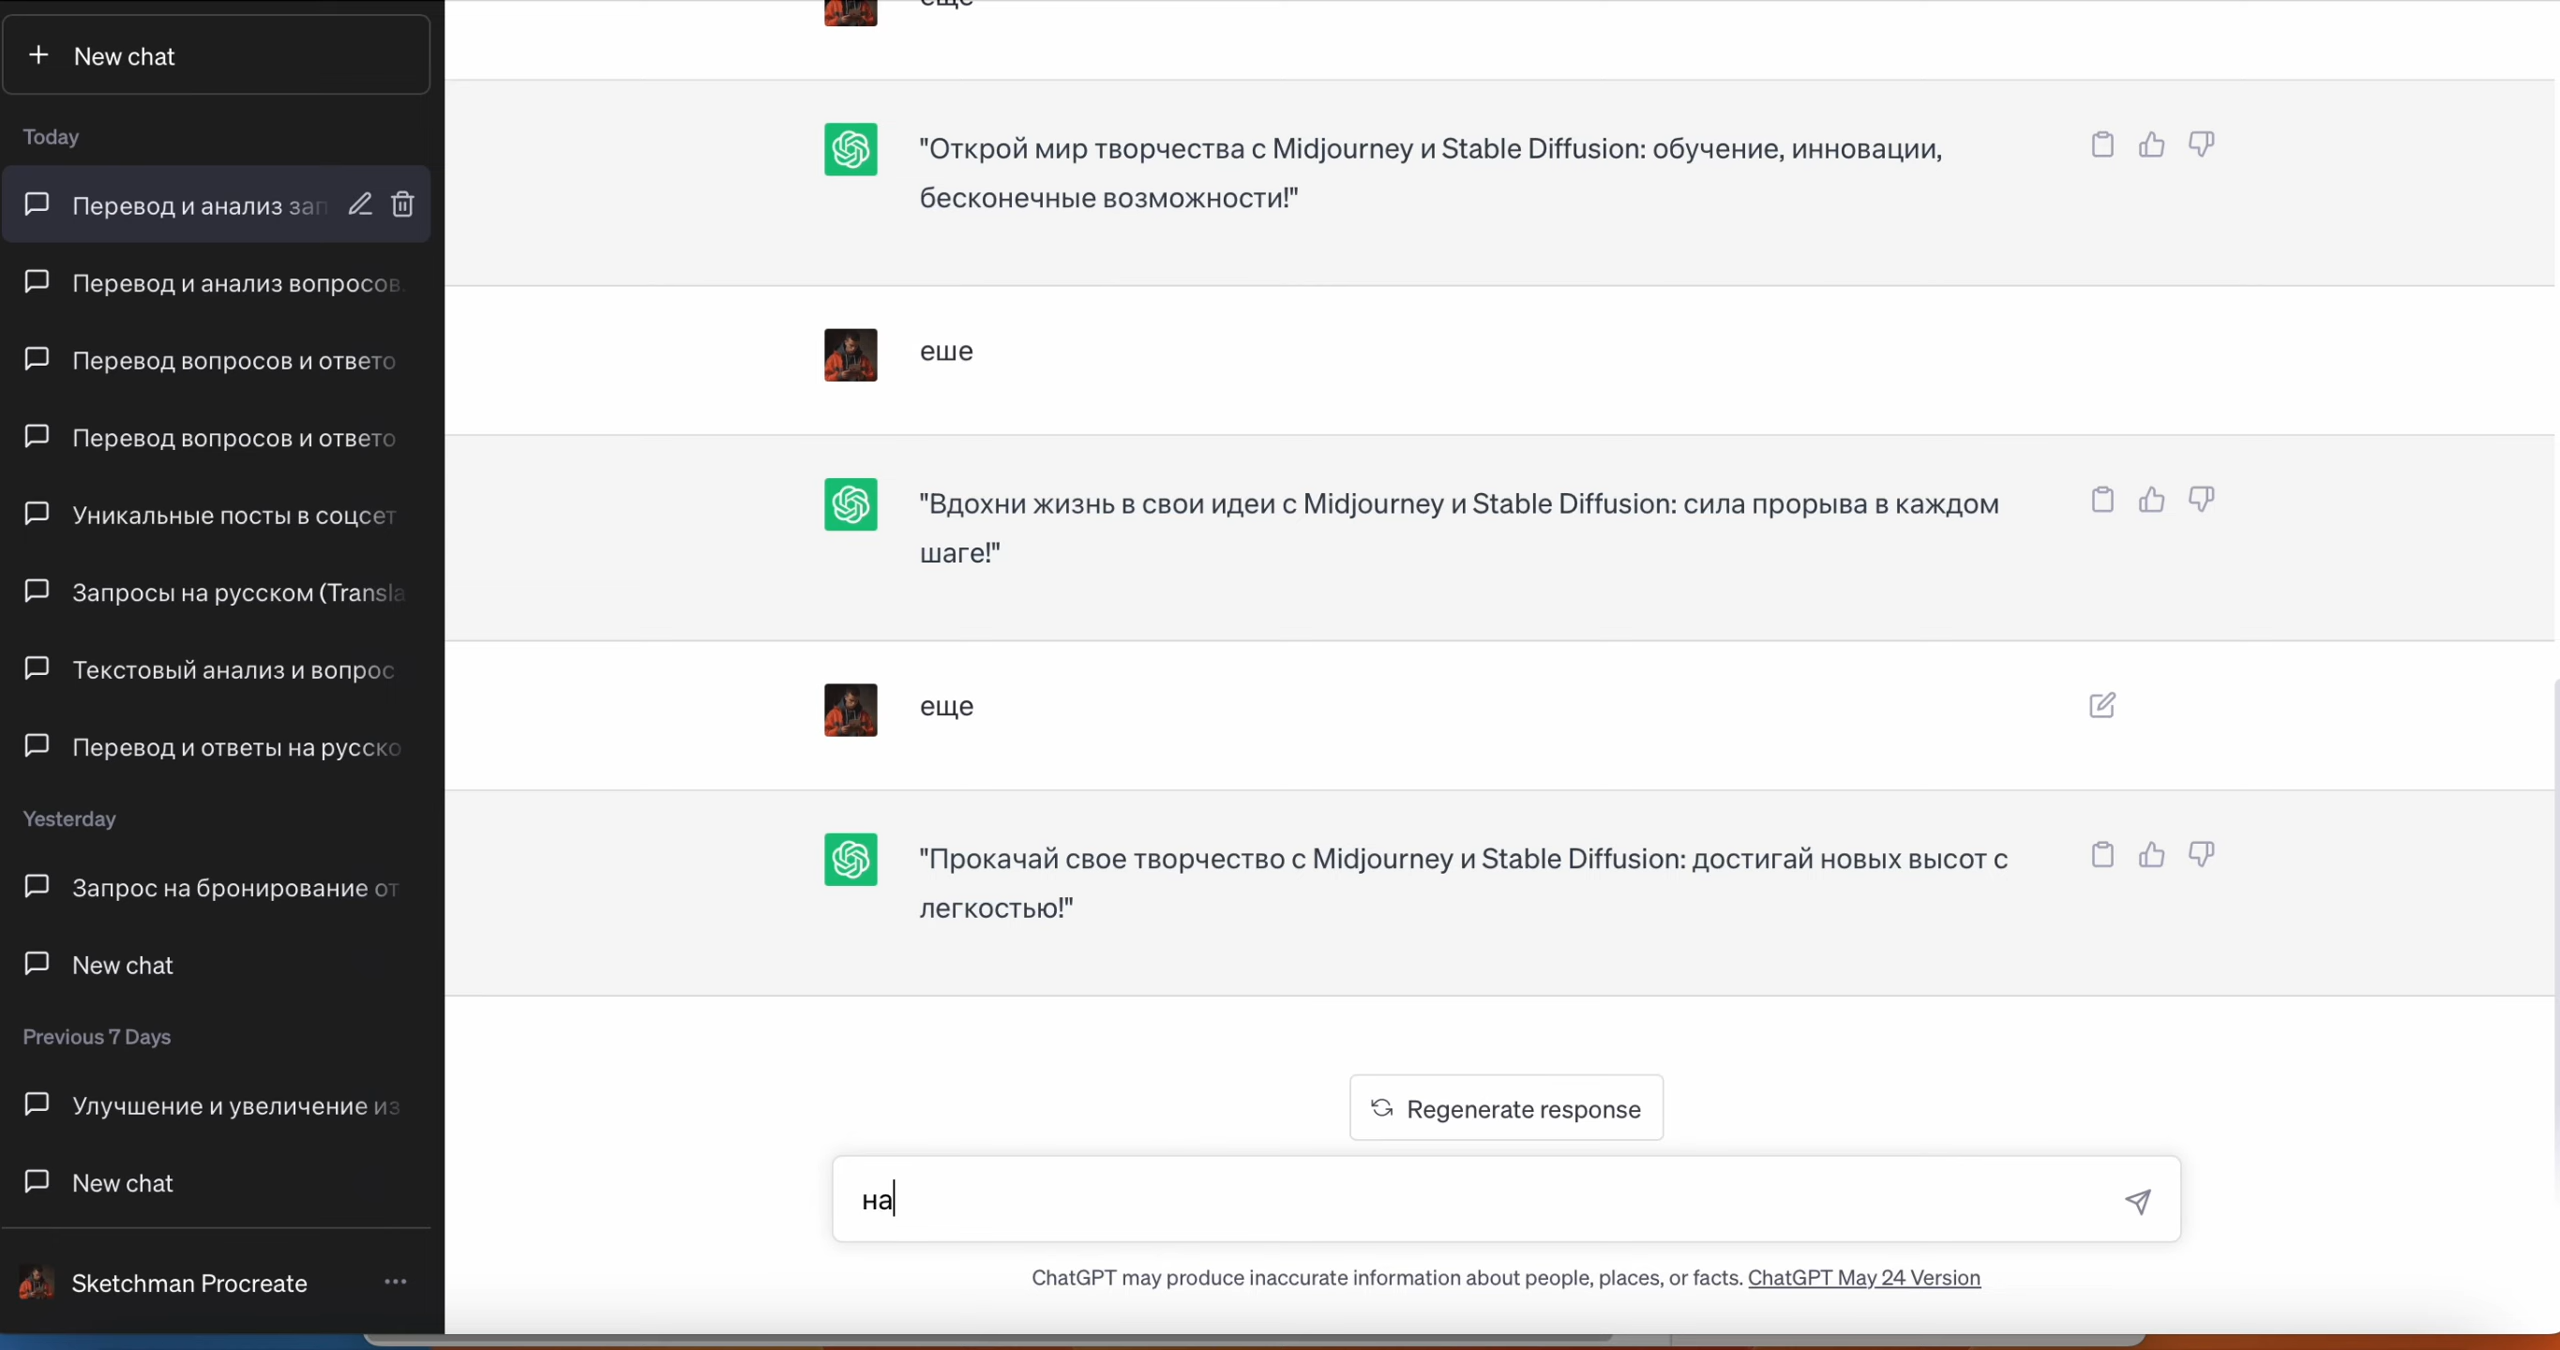 New chat
Today
Перевод и анализ зап
Перевод и анализ вопросов.
Перевод вопросов и ответо
Перевод вопросов и ответо
Уникальные посты в соцсет
Запросы на русском (Transla
Текстовый анализ и вопрос
Перевод и ответы на русско
Yesterday
Запрос на бронирование от
New chat
Previous 7 Days
Улучшение и увеличение из
New chat
Sketchman Procreate
еще
"Открой мир творчества с Midjourney и Stable Diffusion: обучение, инновации,
бесконечные возможности!"
еше
"Вдохни жизнь в свои идеи с Midjourney и Stable Diffusion: сила прорыва в каждом
шаге!"
еще
"Прокачай свое творчество с Midjourney и Stable Diffusion: достигай новых высот с
легкостью!"
Regenerate response
на
ChatGPT may produce inaccurate information about people, places, or facts. ChatGPT May 24 Version